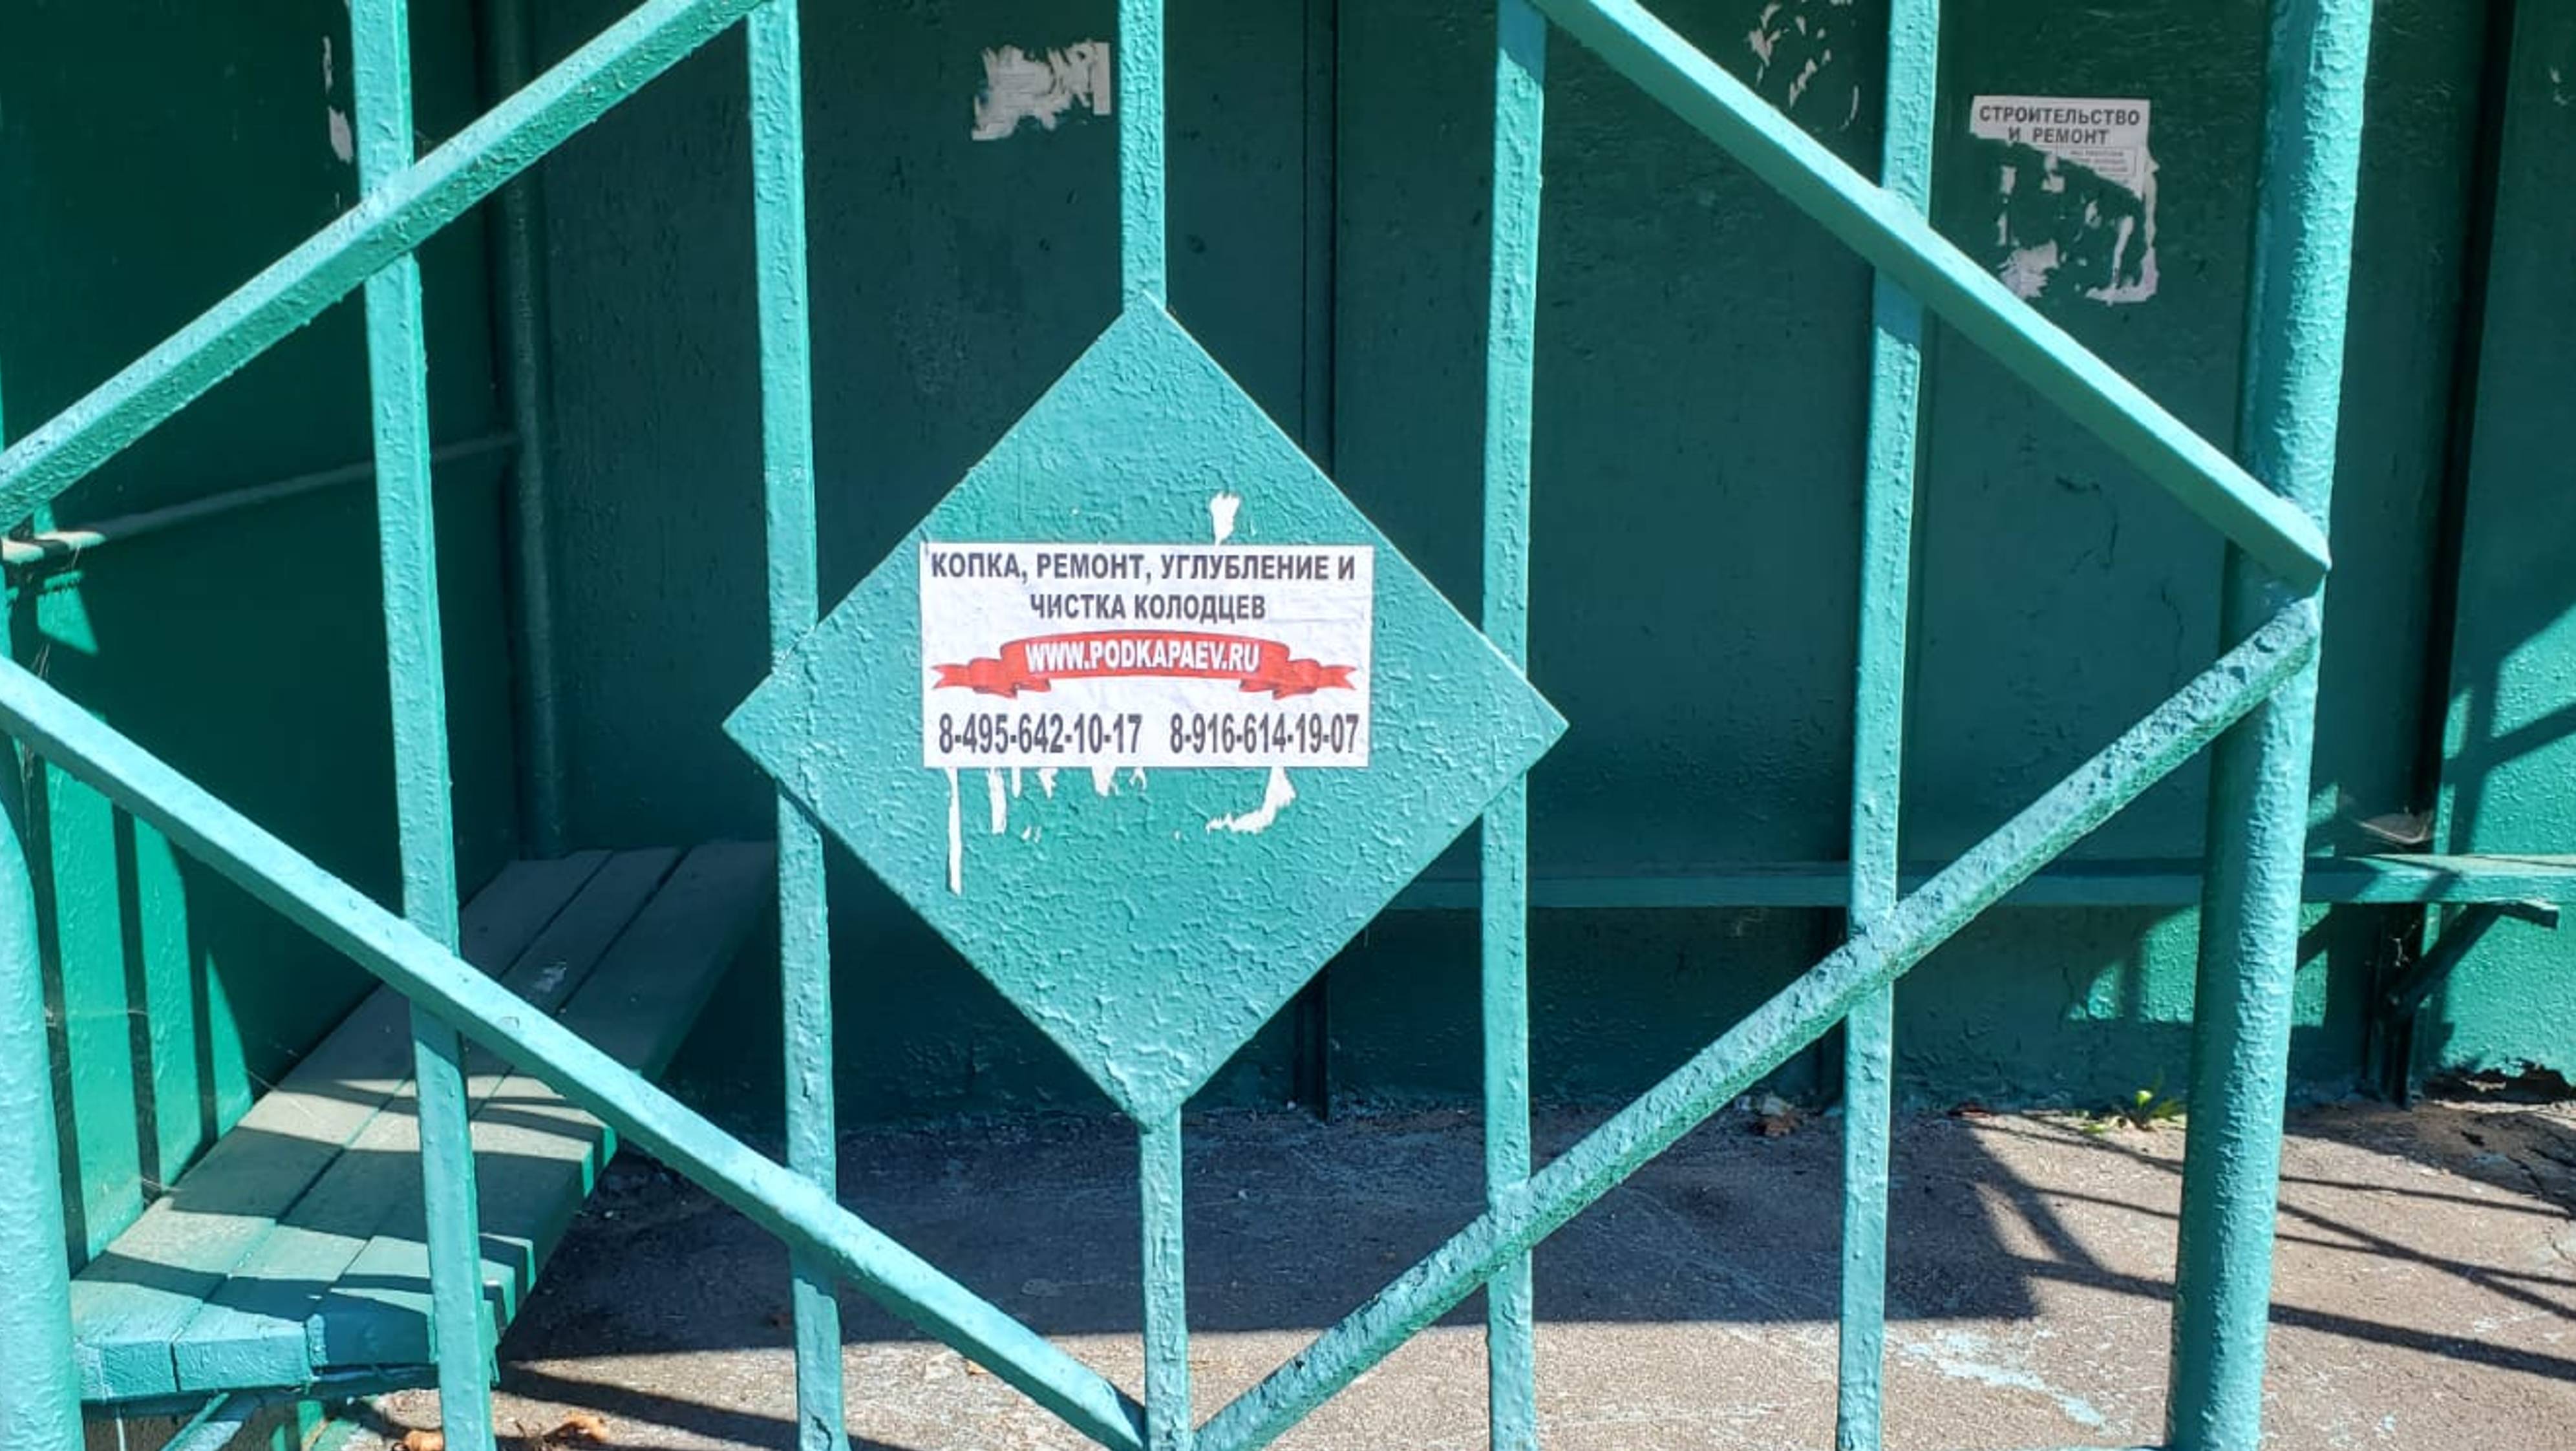 КОПКА, РЕМОНТ, УГЛУБЛЕНИЕ И
ЧИСТКА КОЛОДЦЕВ
WWW.PODKAPAEV.RU
8-495-642-10-17 8-916-614-19-07
СТРОИТЕЛЬСТВО
И РЕМОНТ